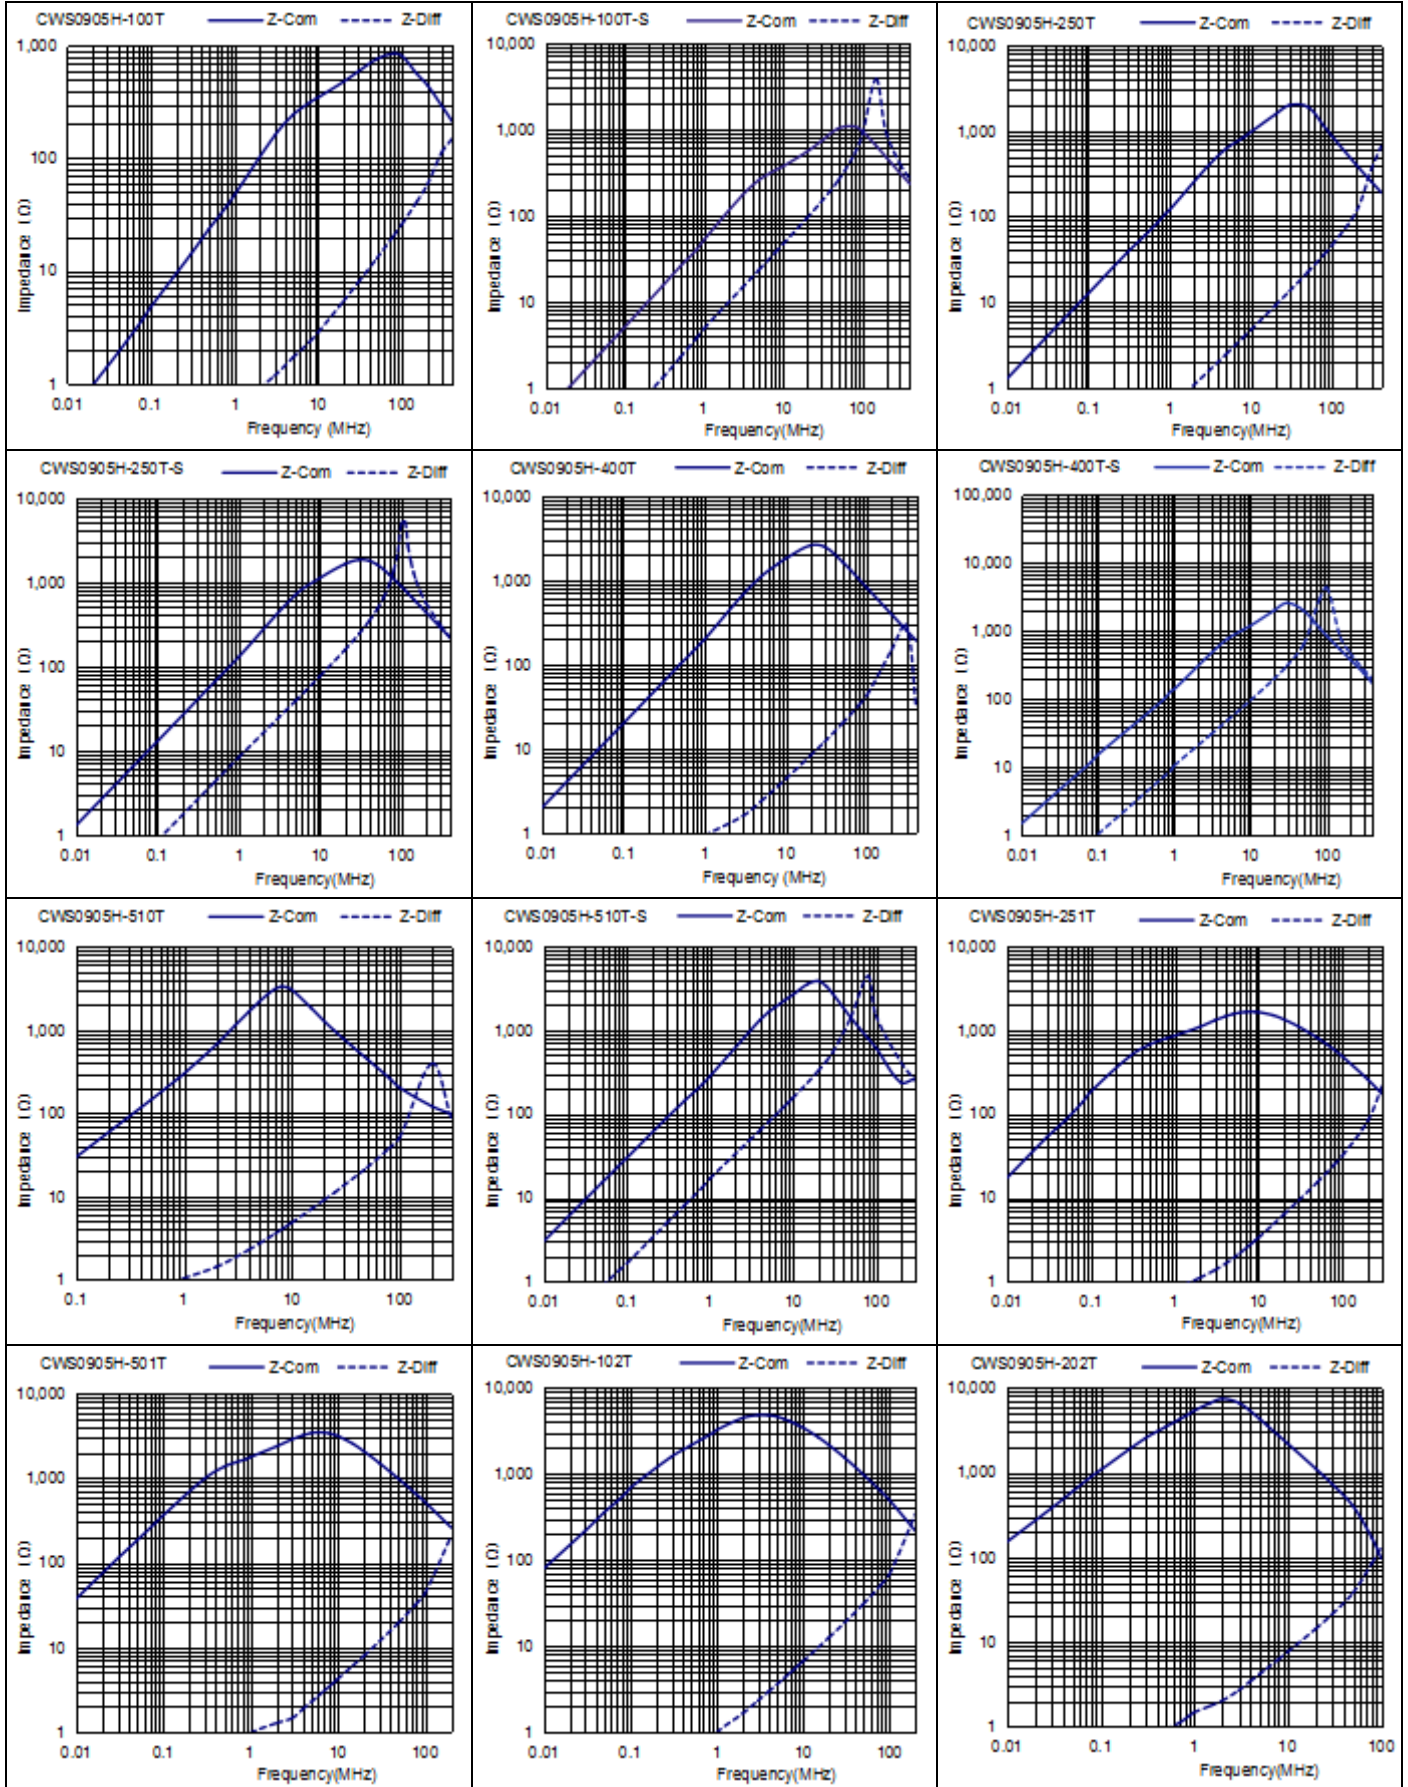 CWS0905H-100T Z-Com Z-Diff
1,000
100
10
1
0.01 0.1 1 10 100
Impedance (Ω)
Frequency (MHz)
CWS0905H-100T-S Z-Com Z-Diff
10,000
1,000
100
10
1
0.01 0.1 1 10 100
Impedance (Ω)
Frequency(MHz)
CWS0905H-250T Z-Com Z-Diff
10,000
1,000
100
10
1
0.01 0.1 1 10 100
Impedance (Ω)
Frequency(MHz)
CWS0905H-250T-S Z-Com Z-Diff
10,000
1,000
100
10
1
0.01 0.1 1 10 100
Impedance (Ω)
Frequency(MHz)
CWS0905H-400T Z-Com Z-Diff
10,000
1,000
100
10
1
0.01 0.1 1 10 100
Impedance (Ω)
Frequency (MHz)
CWS0905H-400T-S Z-Com Z-Diff
100,000
10,000
1,000
100
10
1
0.01 0.1 1 10 100
Impedance (Ω)
Frequency(MHz)
CWS0905H-510T Z-Com Z-Diff
10,000
1,000
100
10
1
0.1 1 10 100
Impedance (Ω)
Frequency(MHz)
CWS0905H-510T-S Z-Com Z-Diff
10,000
1,000
100
10
1
0.01 0.1 1 10 100
Impedance (Ω)
Frequency(MHz)
CWS0905H-251T Z-Com Z-Diff
10,000
1,000
100
10
1
0.01 0.1 1 10 100
Impedance (Ω)
Frequency(MHz)
CWS0905H-501T Z-Com Z-Diff
10,000
1,000
100
10
1
0.01 0.1 1 10 100
Impedance (Ω)
Frequency(MHz)
CWS0905H-102T Z-Com Z-Diff
10,000
1,000
100
10
1
0.01 0.1 1 10 100
Impedance (Ω)
Frequency(MHz)
CWS0905H-202T Z-Com Z-Diff
10,000
1,000
100
10
1
0.01 0.1 1 10 100
Impedance (Ω)
Frequency(MHz)